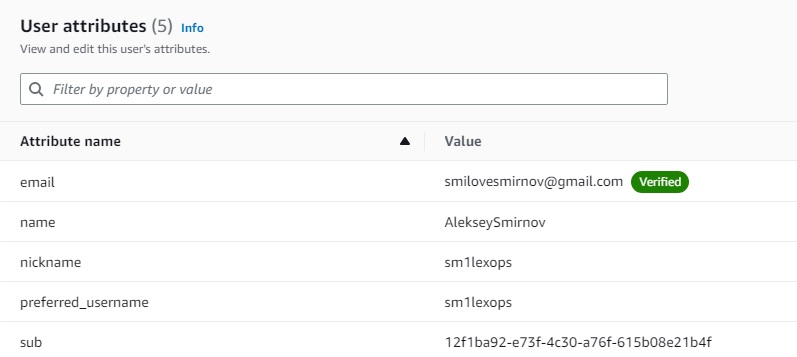 User attributes (5) Info
View and edit this user's attributes.
Filter by property or value
Attribute name Value
email smilovesmirnov@gmail.com Verified
name AlekseySmirnov
nickname sm1lexops
preferred_username sm1lexops
sub 12f1ba92-e73f-4c30-a76f-615b08e21b4f